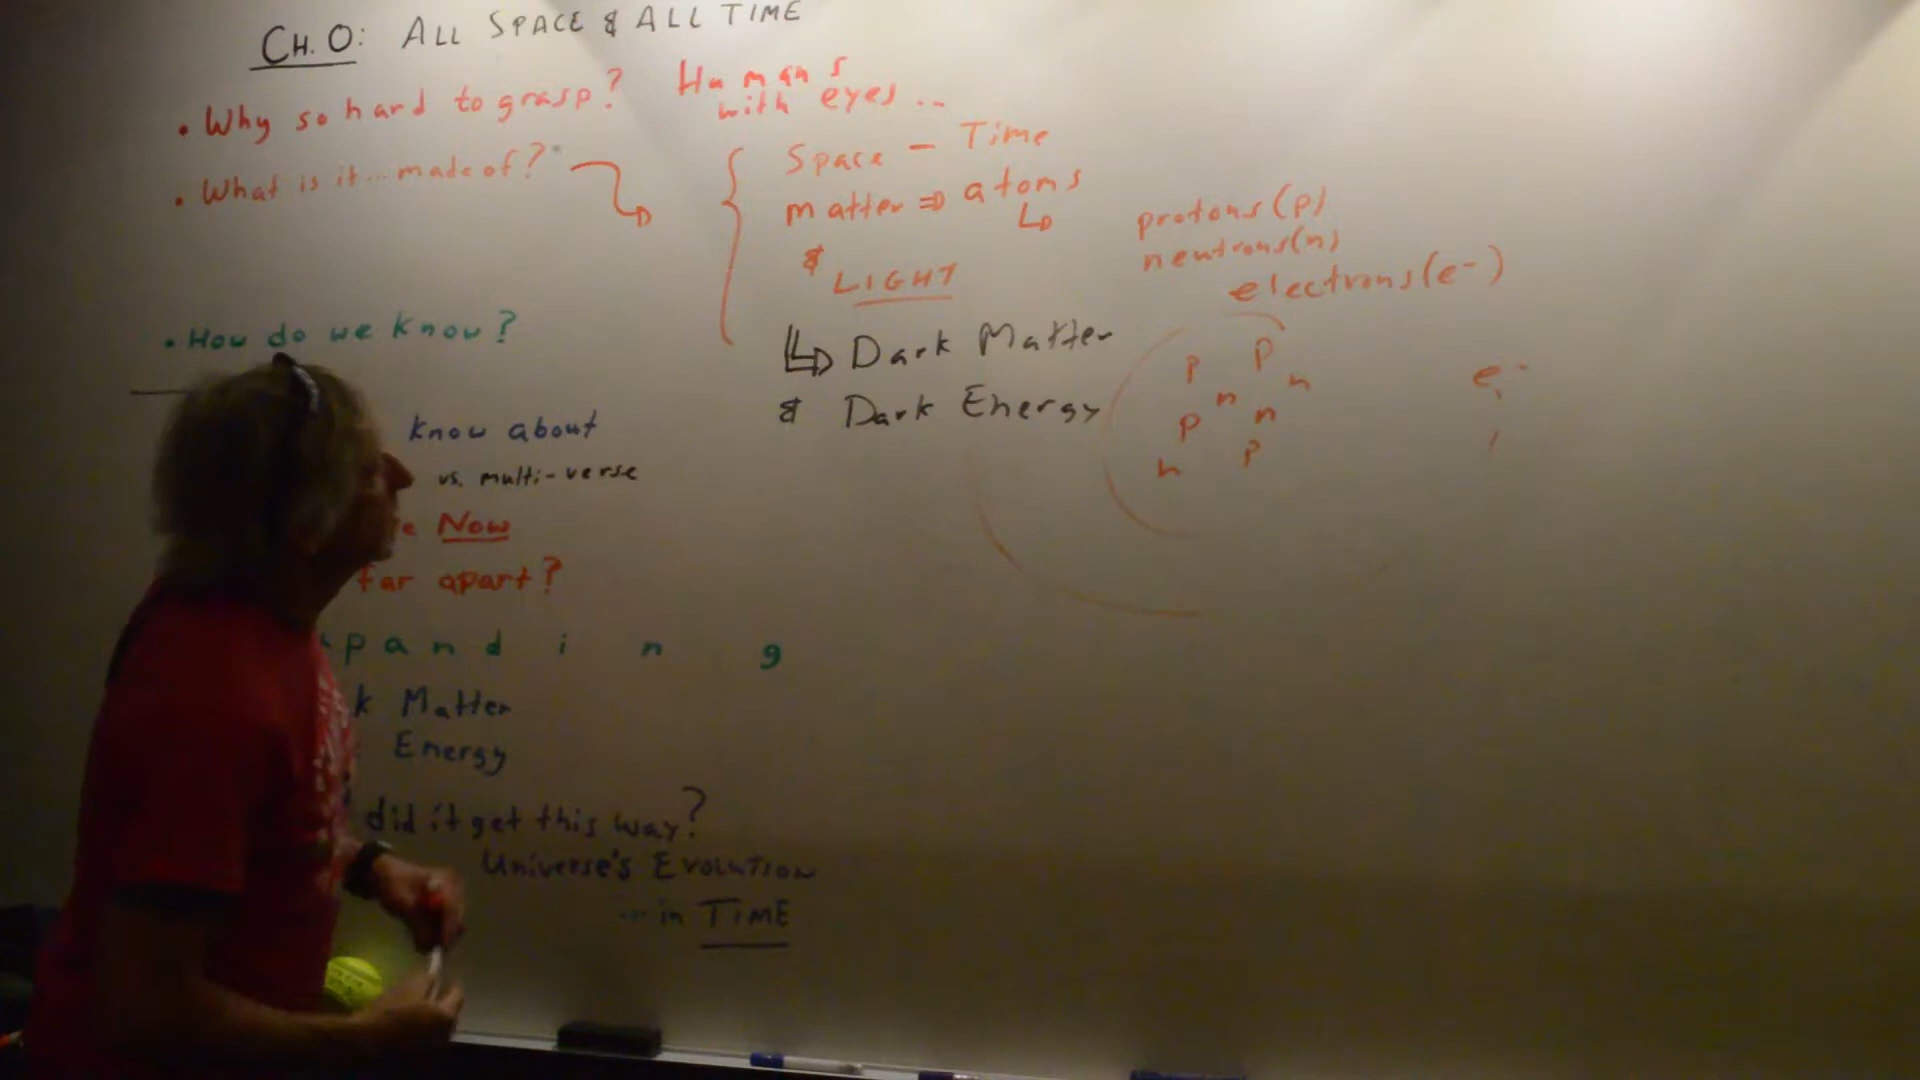 CH. O: ALL SPACE & ALL TIME
• Why so hard to grasp? Humans
with eyes ...
• What is it... made of?
Space - Time
matter ⇒ atoms
& LIGHT
protons (p)
neutrons (n)
electrons (e-)
• How do we know?
Dark Matter
& Dark Energy
p p
n n
p n
n p
e-
know about
vs. multi-verse
Now
far apart?
panding
k Matter
Energy
did it get this way?
Universe's EVOLUTION
... in TIME